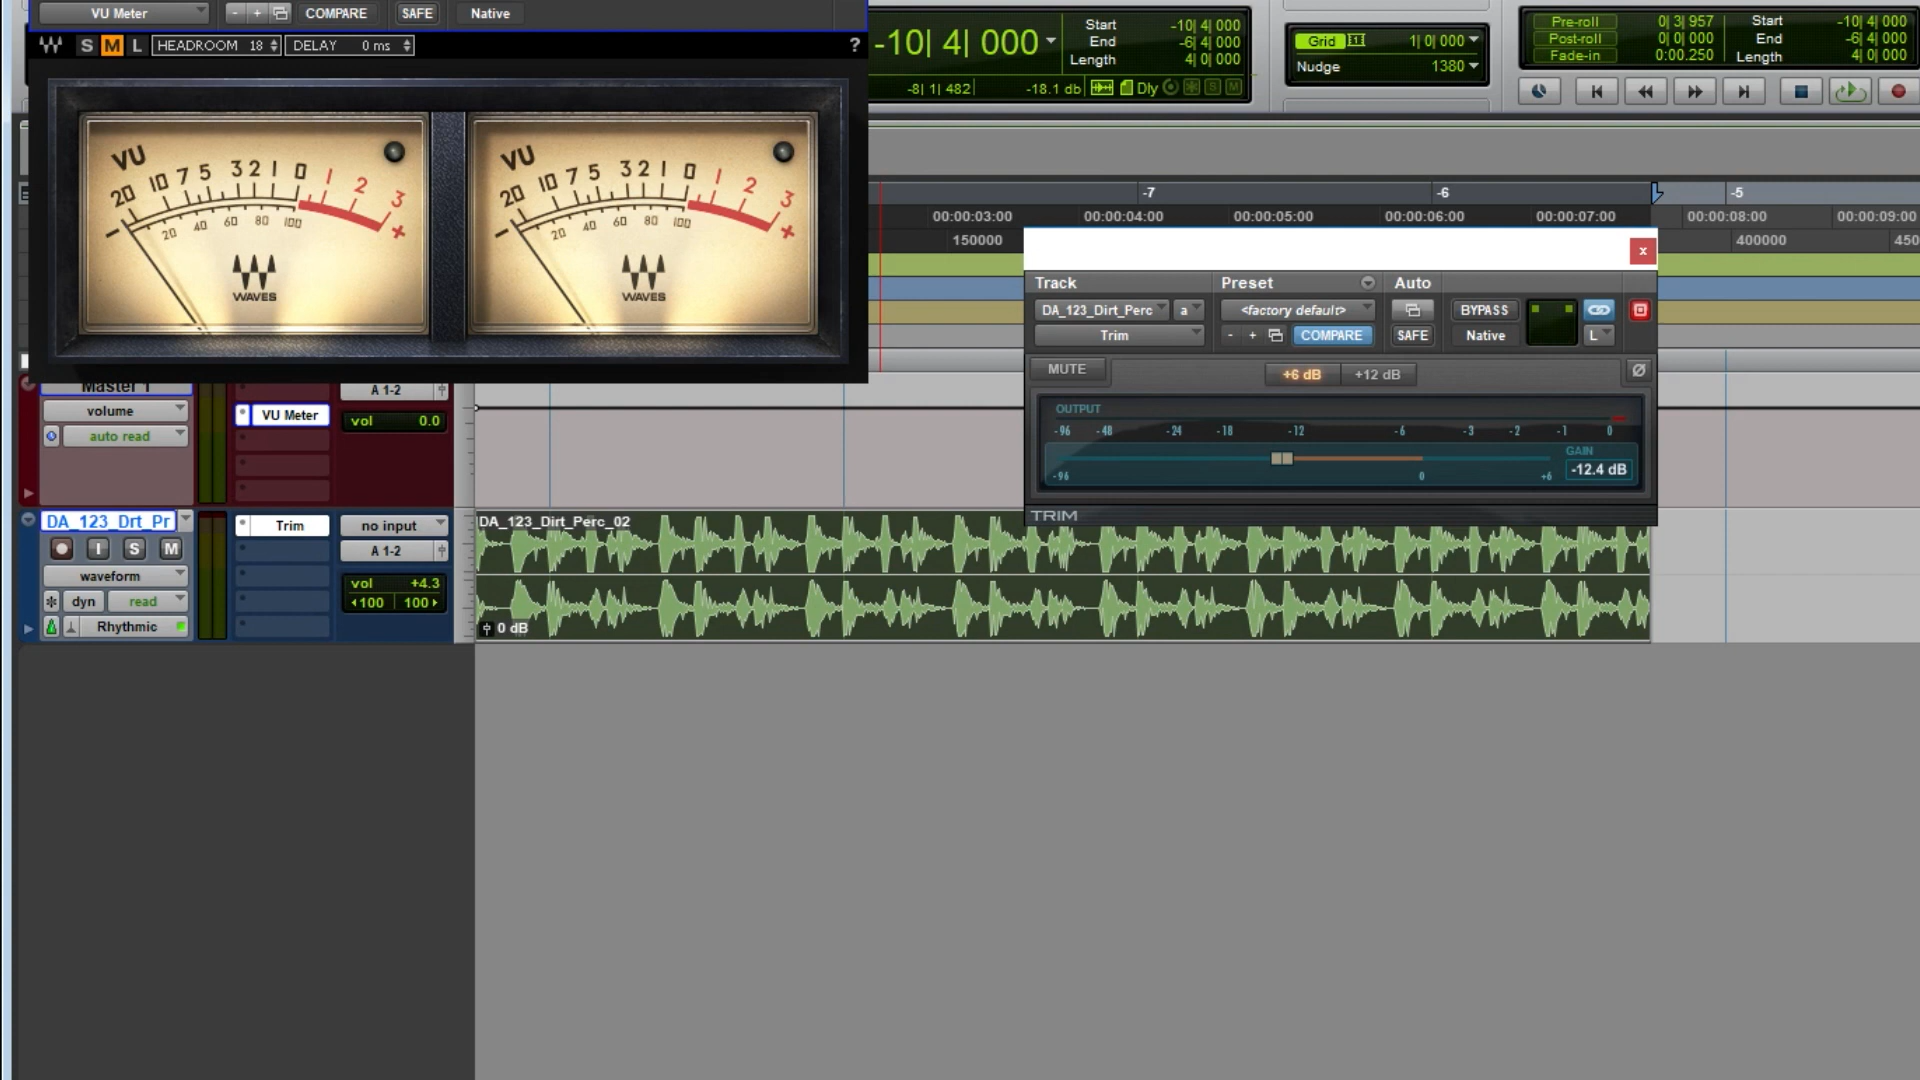 VU Meter
- + COMPARE SAFE Native
S M L HEADROOM 18 DELAY 0 ms ?
VU 20 10 7 5 3 2 1 0 1 2 3
- 20 40 60 80 100 +
WAVES
VU 20 10 7 5 3 2 1 0 1 2 3
- 20 40 60 80 100 +
WAVES
-10| 4| 000
Start -10| 4| 000
End -6| 4| 000
Length 4| 0| 000
-8| 1| 482 -18.1 db Dly S M
Grid 1| 0| 000
Nudge 1380
Pre-roll 0| 3| 957
Post-roll 0| 0| 000
Fade-in 0:00.250
Start -10| 4| 000
End -6| 4| 000
Length 4| 0| 000
-7 -6 -5
00:00:03:00 00:00:04:00 00:00:05:00 00:00:06:00 00:00:07:00 00:00:08:00 00:00:09:00
150000 400000 450
Track Preset Auto
DA_123_Dirt_Perc a <factory default> BYPASS
Trim - + COMPARE SAFE Native L
MUTE +6 dB +12 dB Ø
OUTPUT
-96 -48 -24 -18 -12 -6 -3 -2 -1 0
GAIN
-12.4 dB
-96 0 +6
TRIM
Master 1
volume
auto read
VU Meter
A 1-2
vol 0.0
DA_123_Drt_Pr
I S M
waveform
dyn read
Rhythmic
Trim
no input
A 1-2
vol +4.3
100 100
DA_123_Dirt_Perc_02
0 dB